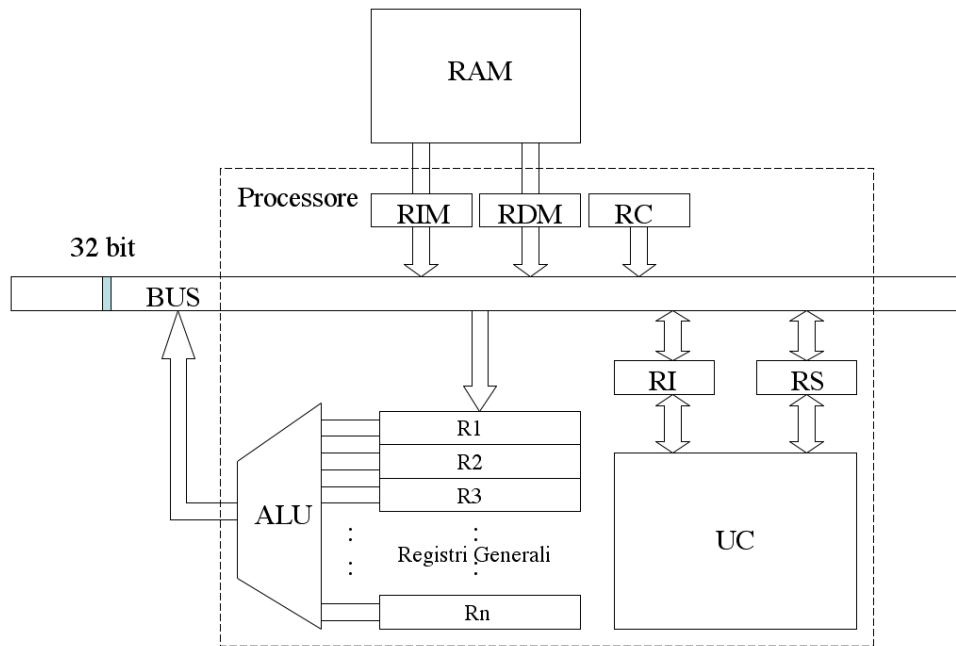 RAM
Processore
RIM
RDM
RC
32 bit
BUS
RI
RS
R1
R2
R3
ALU
Registri Generali
UC
Rn